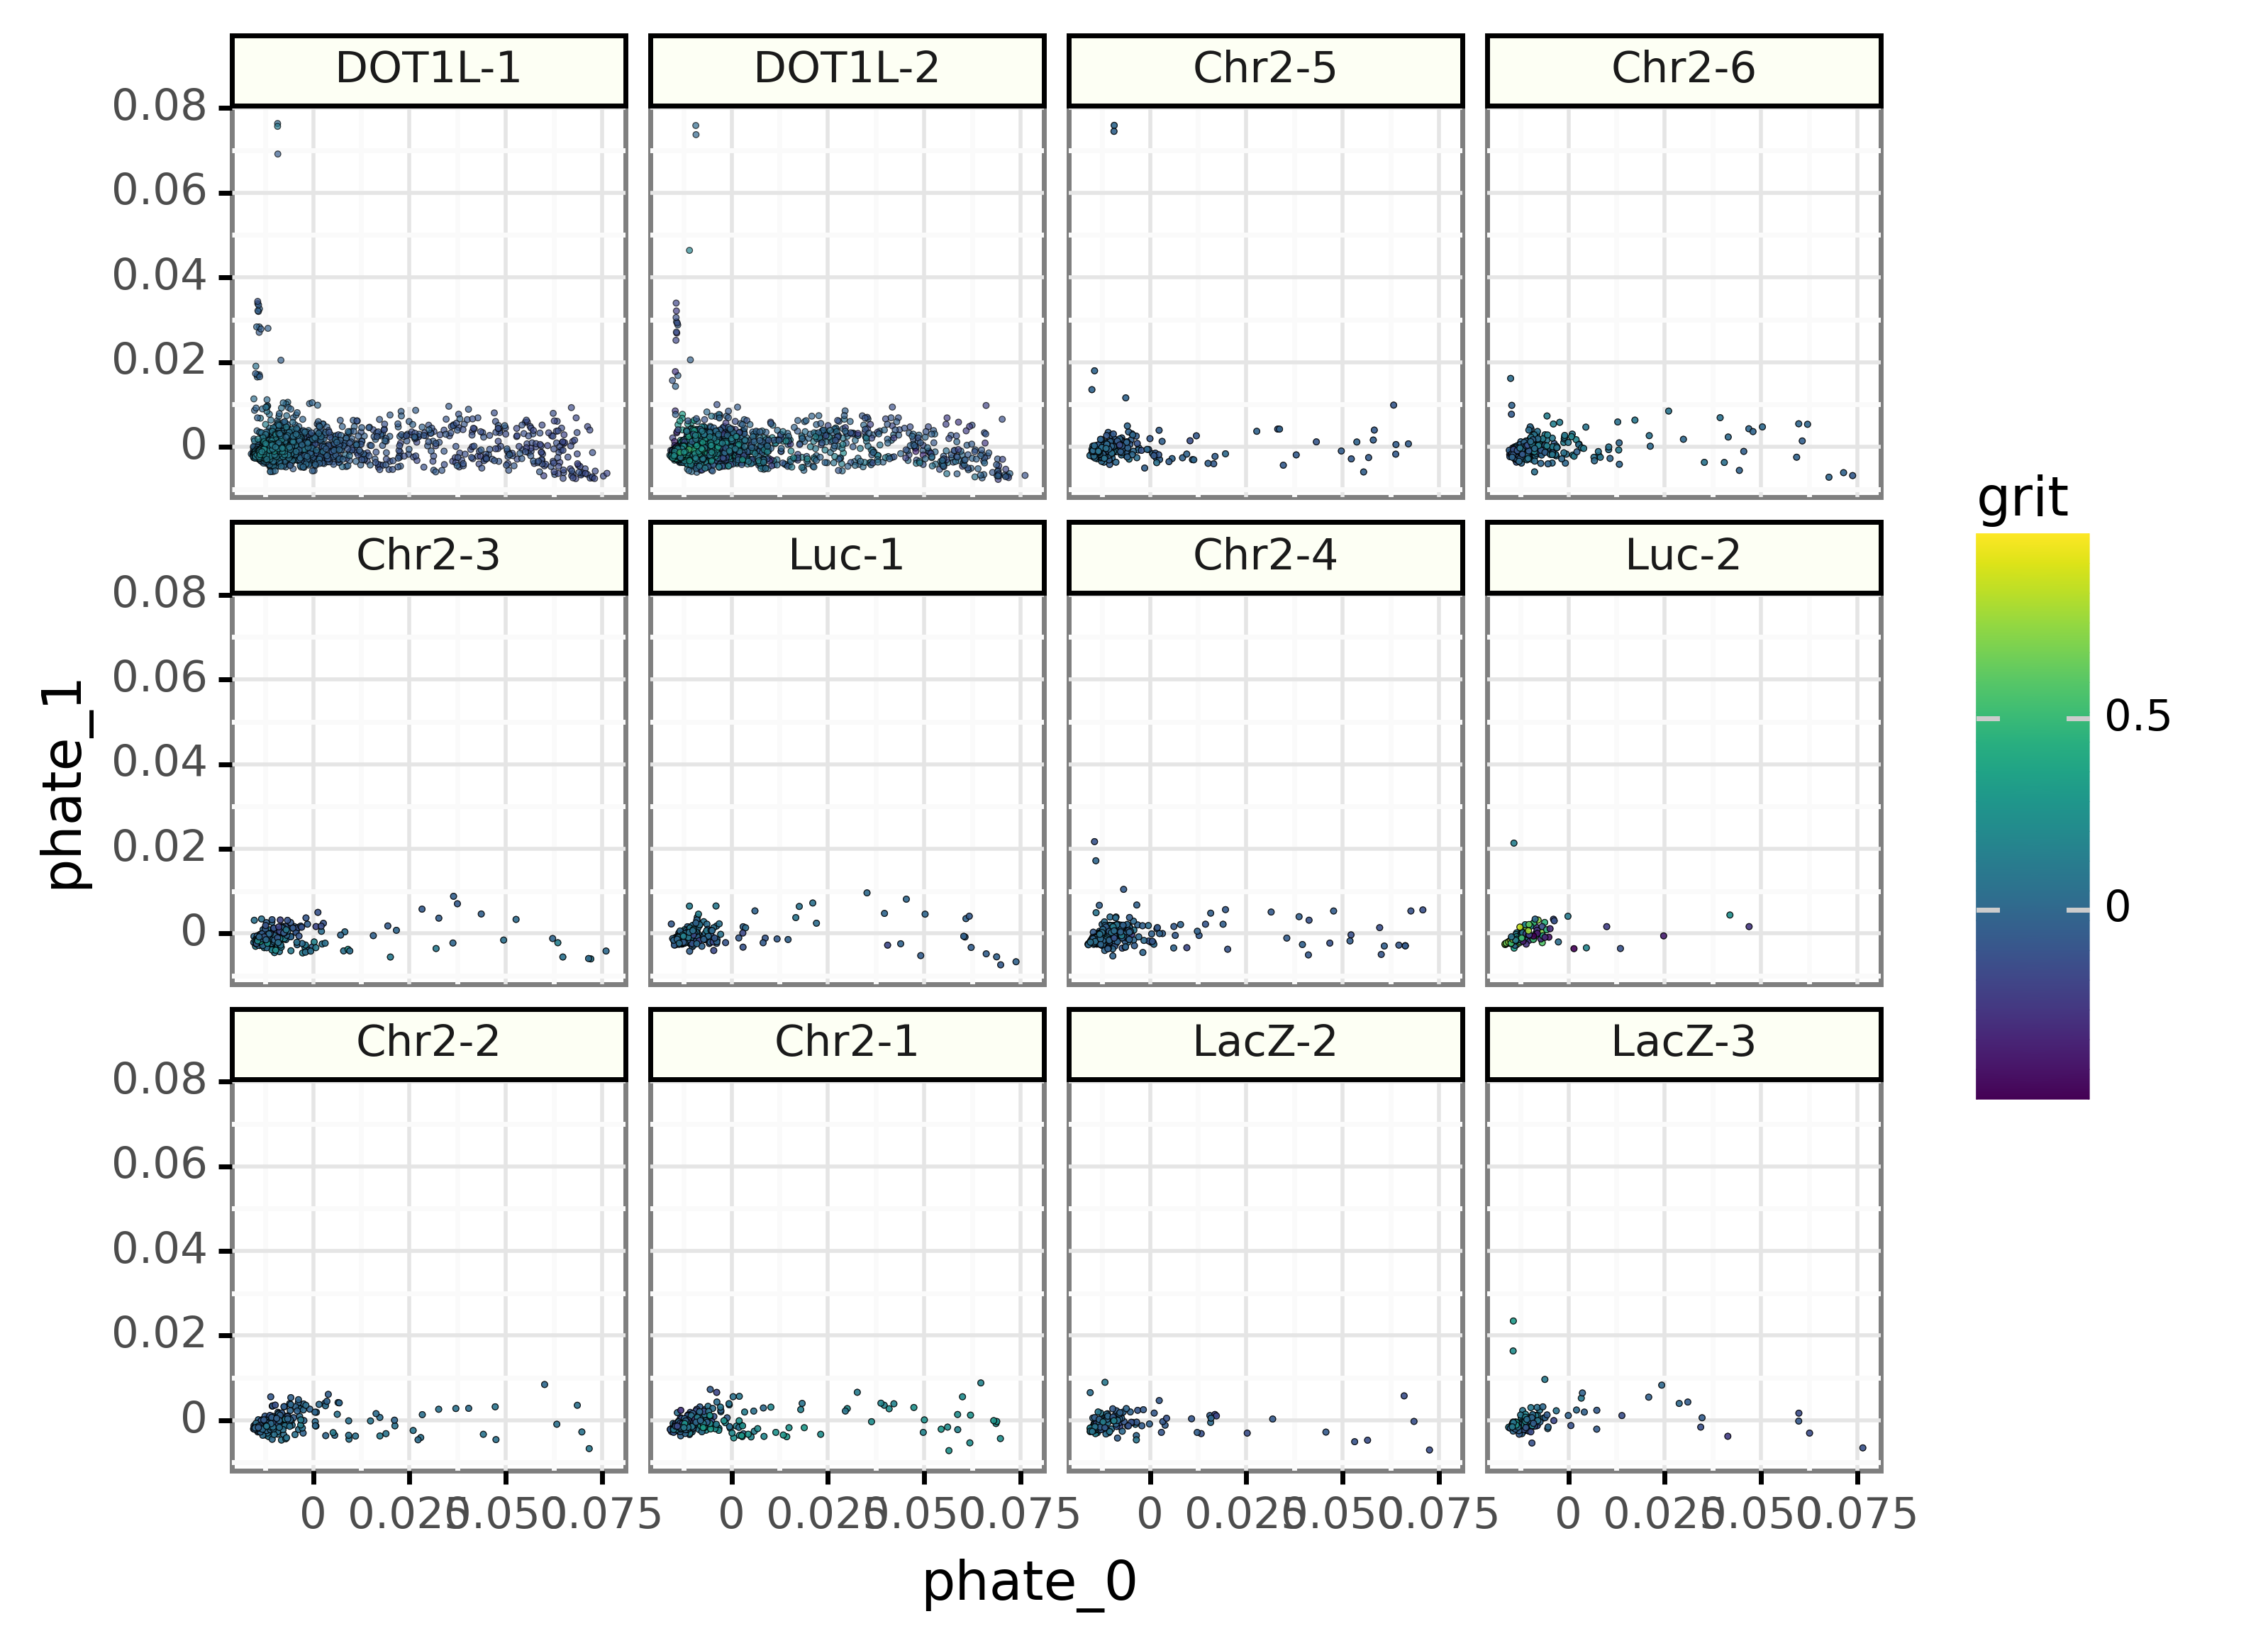 DOT1L-1 DOT1L-2 Chr2-5 Chr2-6
0.08
0.06
0.04
0.02
0
Chr2-3 Luc-1 Chr2-4 Luc-2
0.08
0.06
0.04
0.02
0
Chr2-2 Chr2-1 LacZ-2 LacZ-3
0.08
0.06
0.04
0.02
0
0 0.025 0.050 0.075 0 0.025 0.050 0.075 0 0.025 0.050 0.075 0 0.025 0.050 0.075
phate_0
phate_1
grit
0.5
0